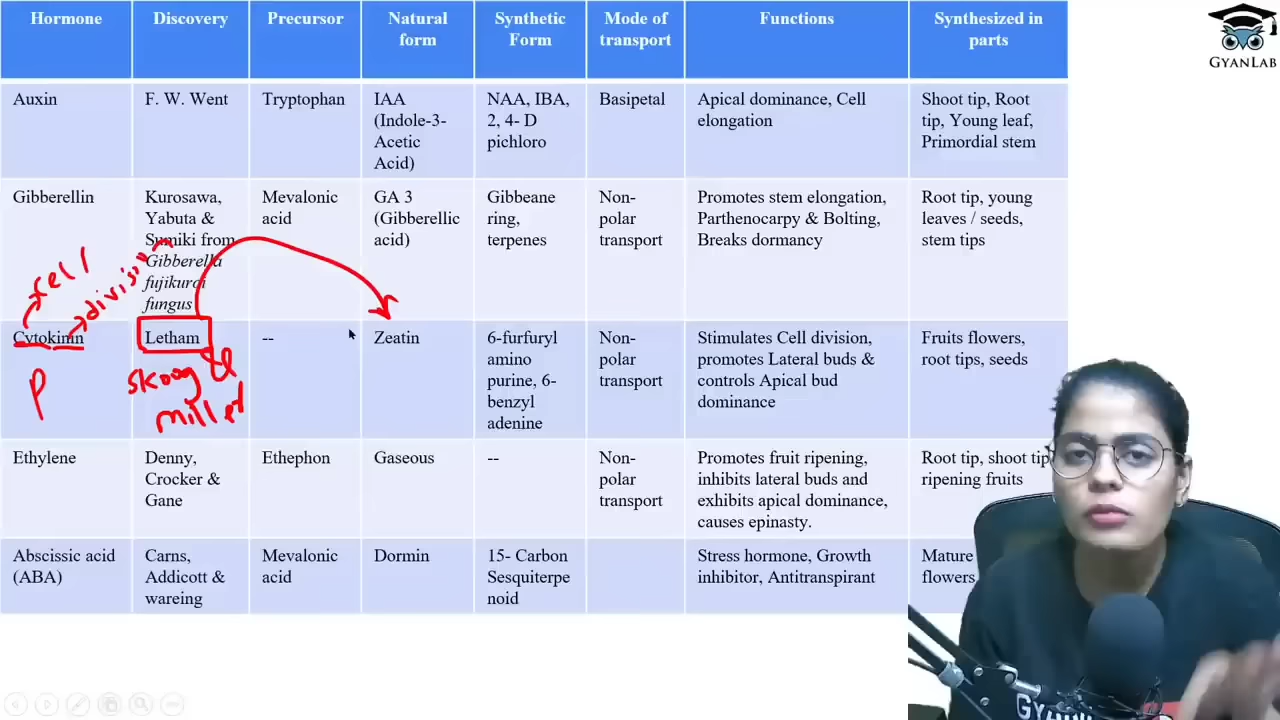 Hormone
Discovery
Precursor
Natural
form
Synthetic
Form
Mode of
transport
Functions
Synthesized in
parts
GYANLAB
Auxin
F. W. Went
Tryptophan
IAA
(Indole-3-
Acetic
Acid)
NAA, IBA,
2, 4- D
pichloro
Basipetal
Apical dominance, Cell
elongation
Shoot tip, Root
tip, Young leaf,
Primordial stem
Gibberellin
Kurosawa,
Yabuta &
Sumiki from
Gibberella
fujikuroi
fungus
Mevalonic
acid
GA 3
(Gibberellic
acid)
Gibbeane
ring,
terpenes
Non-
polar
transport
Promotes stem elongation,
Parthenocarpy & Bolting,
Breaks dormancy
Root tip, young
leaves / seeds,
stem tips
cell
division
Cytokinin
P
Letham
&
Skoog
miller
--
Zeatin
6-furfuryl
amino
purine, 6-
benzyl
adenine
Non-
polar
transport
Stimulates Cell division,
promotes Lateral buds &
controls Apical bud
dominance
Fruits flowers,
root tips, seeds
Ethylene
Denny,
Crocker &
Gane
Ethephon
Gaseous
--
Non-
polar
transport
Promotes fruit ripening,
inhibits lateral buds and
exhibits apical dominance,
causes epinasty.
Root tip, shoot tip
ripening fruits
Abscissic acid
(ABA)
Carns,
Addicott &
wareing
Mevalonic
acid
Dormin
15- Carbon
Sesquiterpe
noid
Stress hormone, Growth
inhibitor, Antitranspirant
Mature
flowers,